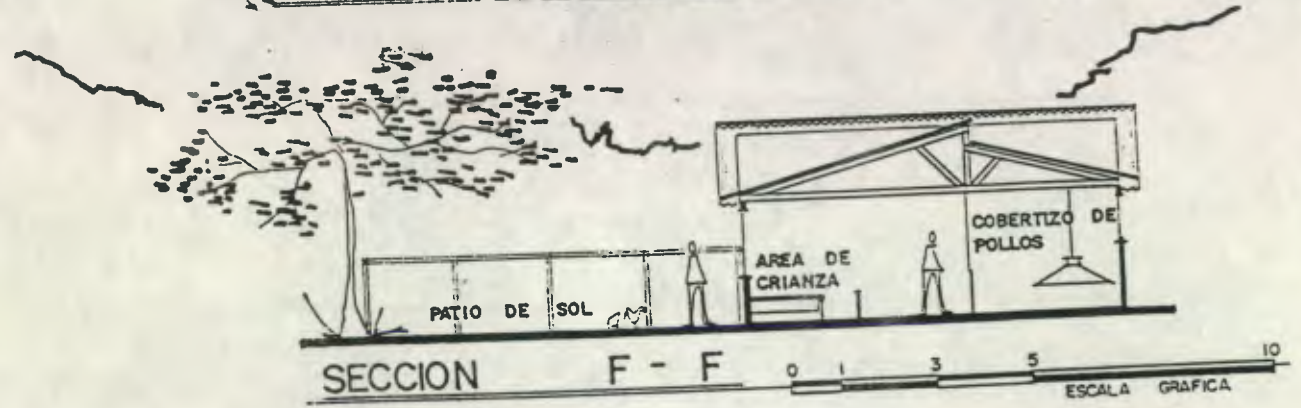 COBERTIZO DE
POLLOS
AREA DE
CRIANZA
PATIO DE SOL
SECCION F - F
0 1 3 5 10
ESCALA GRAFICA